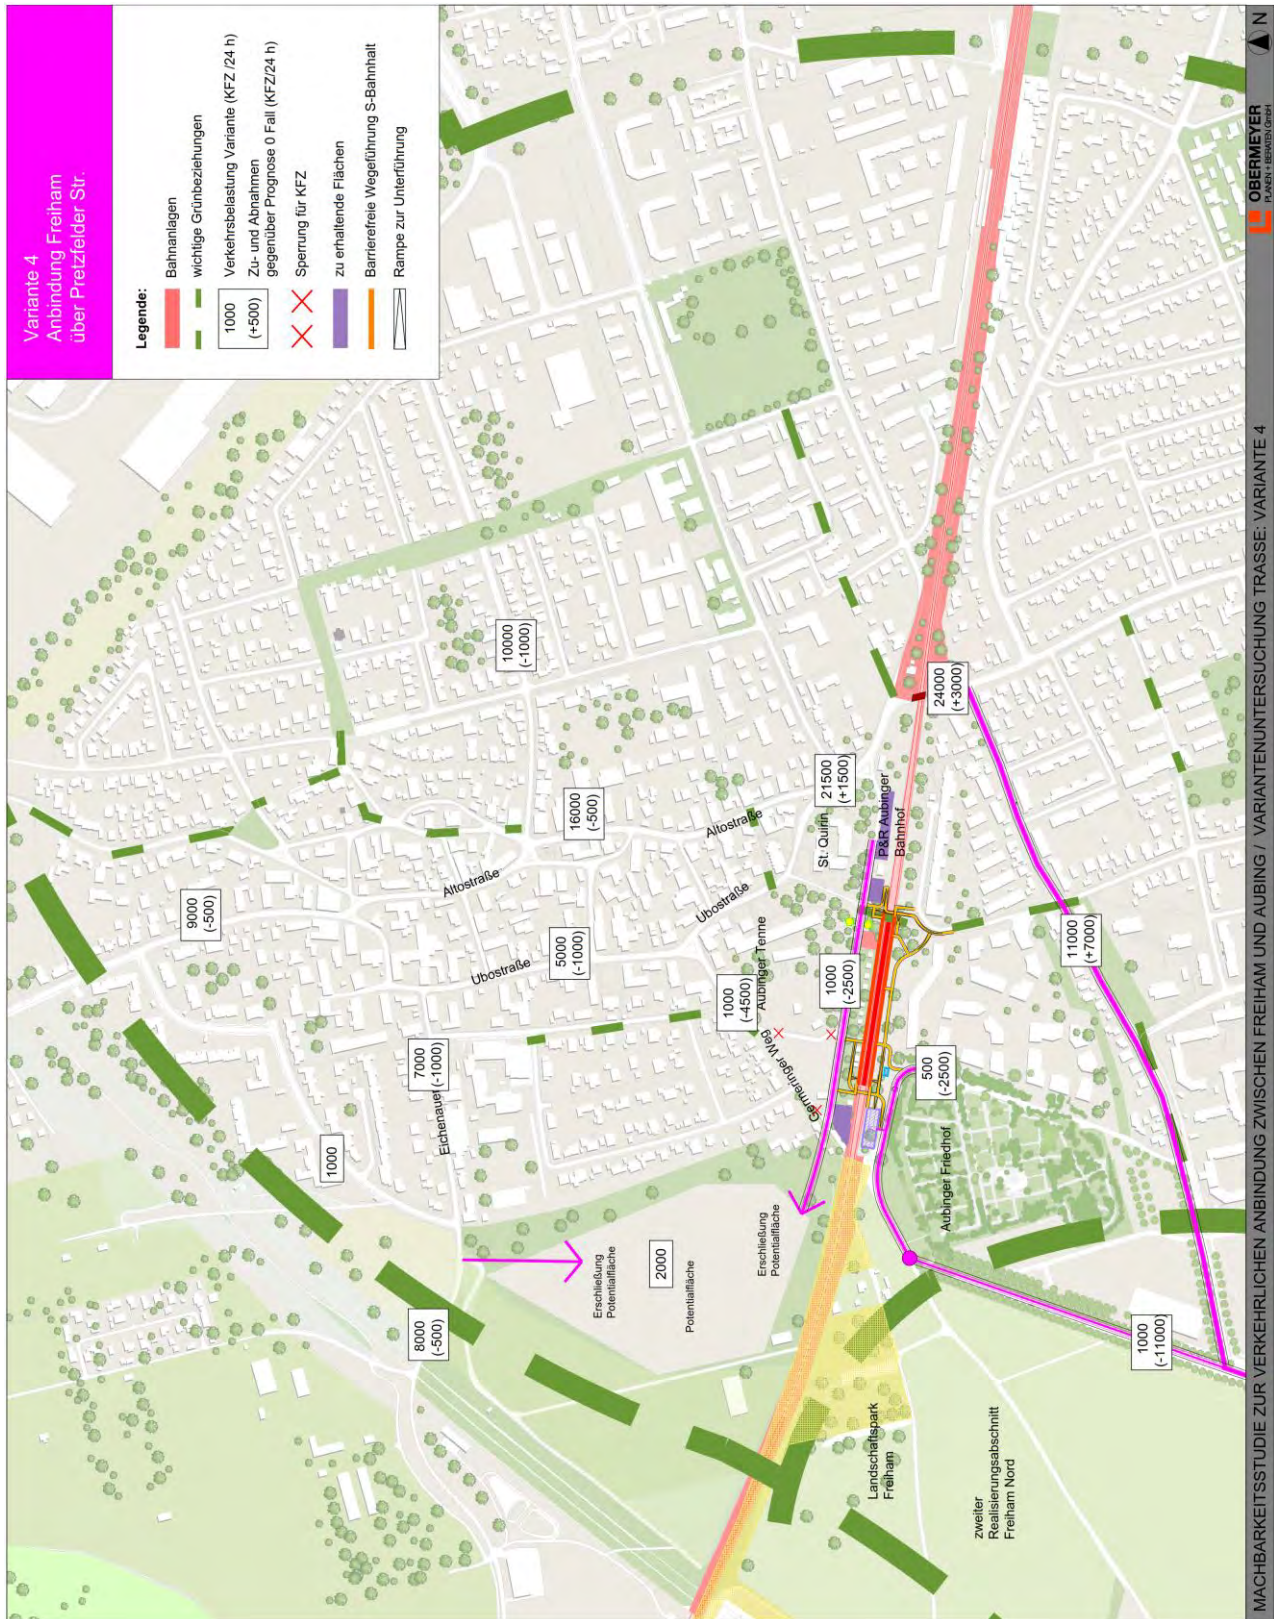 Variante 4
Anbindung Freiham
über Pretzfelder Str.
Legende:
Bahnanlagen
wichtige Grünbeziehungen
1000
(+500)
Verkehrsbelastung Variante (KFZ /24 h)
Zu- und Abnahmen
gegenüber Prognose 0 Fall (KFZ/24 h)
Sperrung für KFZ
zu erhaltende Flächen
Barrierefreie Wegeführung S-Bahnhalt
Rampe zur Unterführung
8000
(-500)
1000
7000
(-1000)
Eichenauer
9000
(-500)
Altostraße
Ubostraße
5000
(-1000)
16000
(-500)
10000
(-1000)
Erschließung
Potentialfläche
2000
Potentialfläche
Erschließung
Potentialfläche
1000
(-4500)
Aubinger Tenne
Germeringer Weg
Ubostraße
Altostraße
St. Quirin
21500
(+1500)
1000
(-2500)
P&R Aubinger
Bahnhof
24000
(+3000)
500
(-2500)
Aubinger Friedhof
11000
(+7000)
1000
(-11000)
Landschaftspark
Freiham
zweiter
Realisierungsabschnitt
Freiham Nord
MACHBARKEITSSTUDIE ZUR VERKEHRLICHEN ANBINDUNG ZWISCHEN FREIHAM UND AUBING / VARIANTENUNTERSUCHUNG TRASSE: VARIANTE 4
OBERMEYER
PLANEN + BERATEN GmbH
N